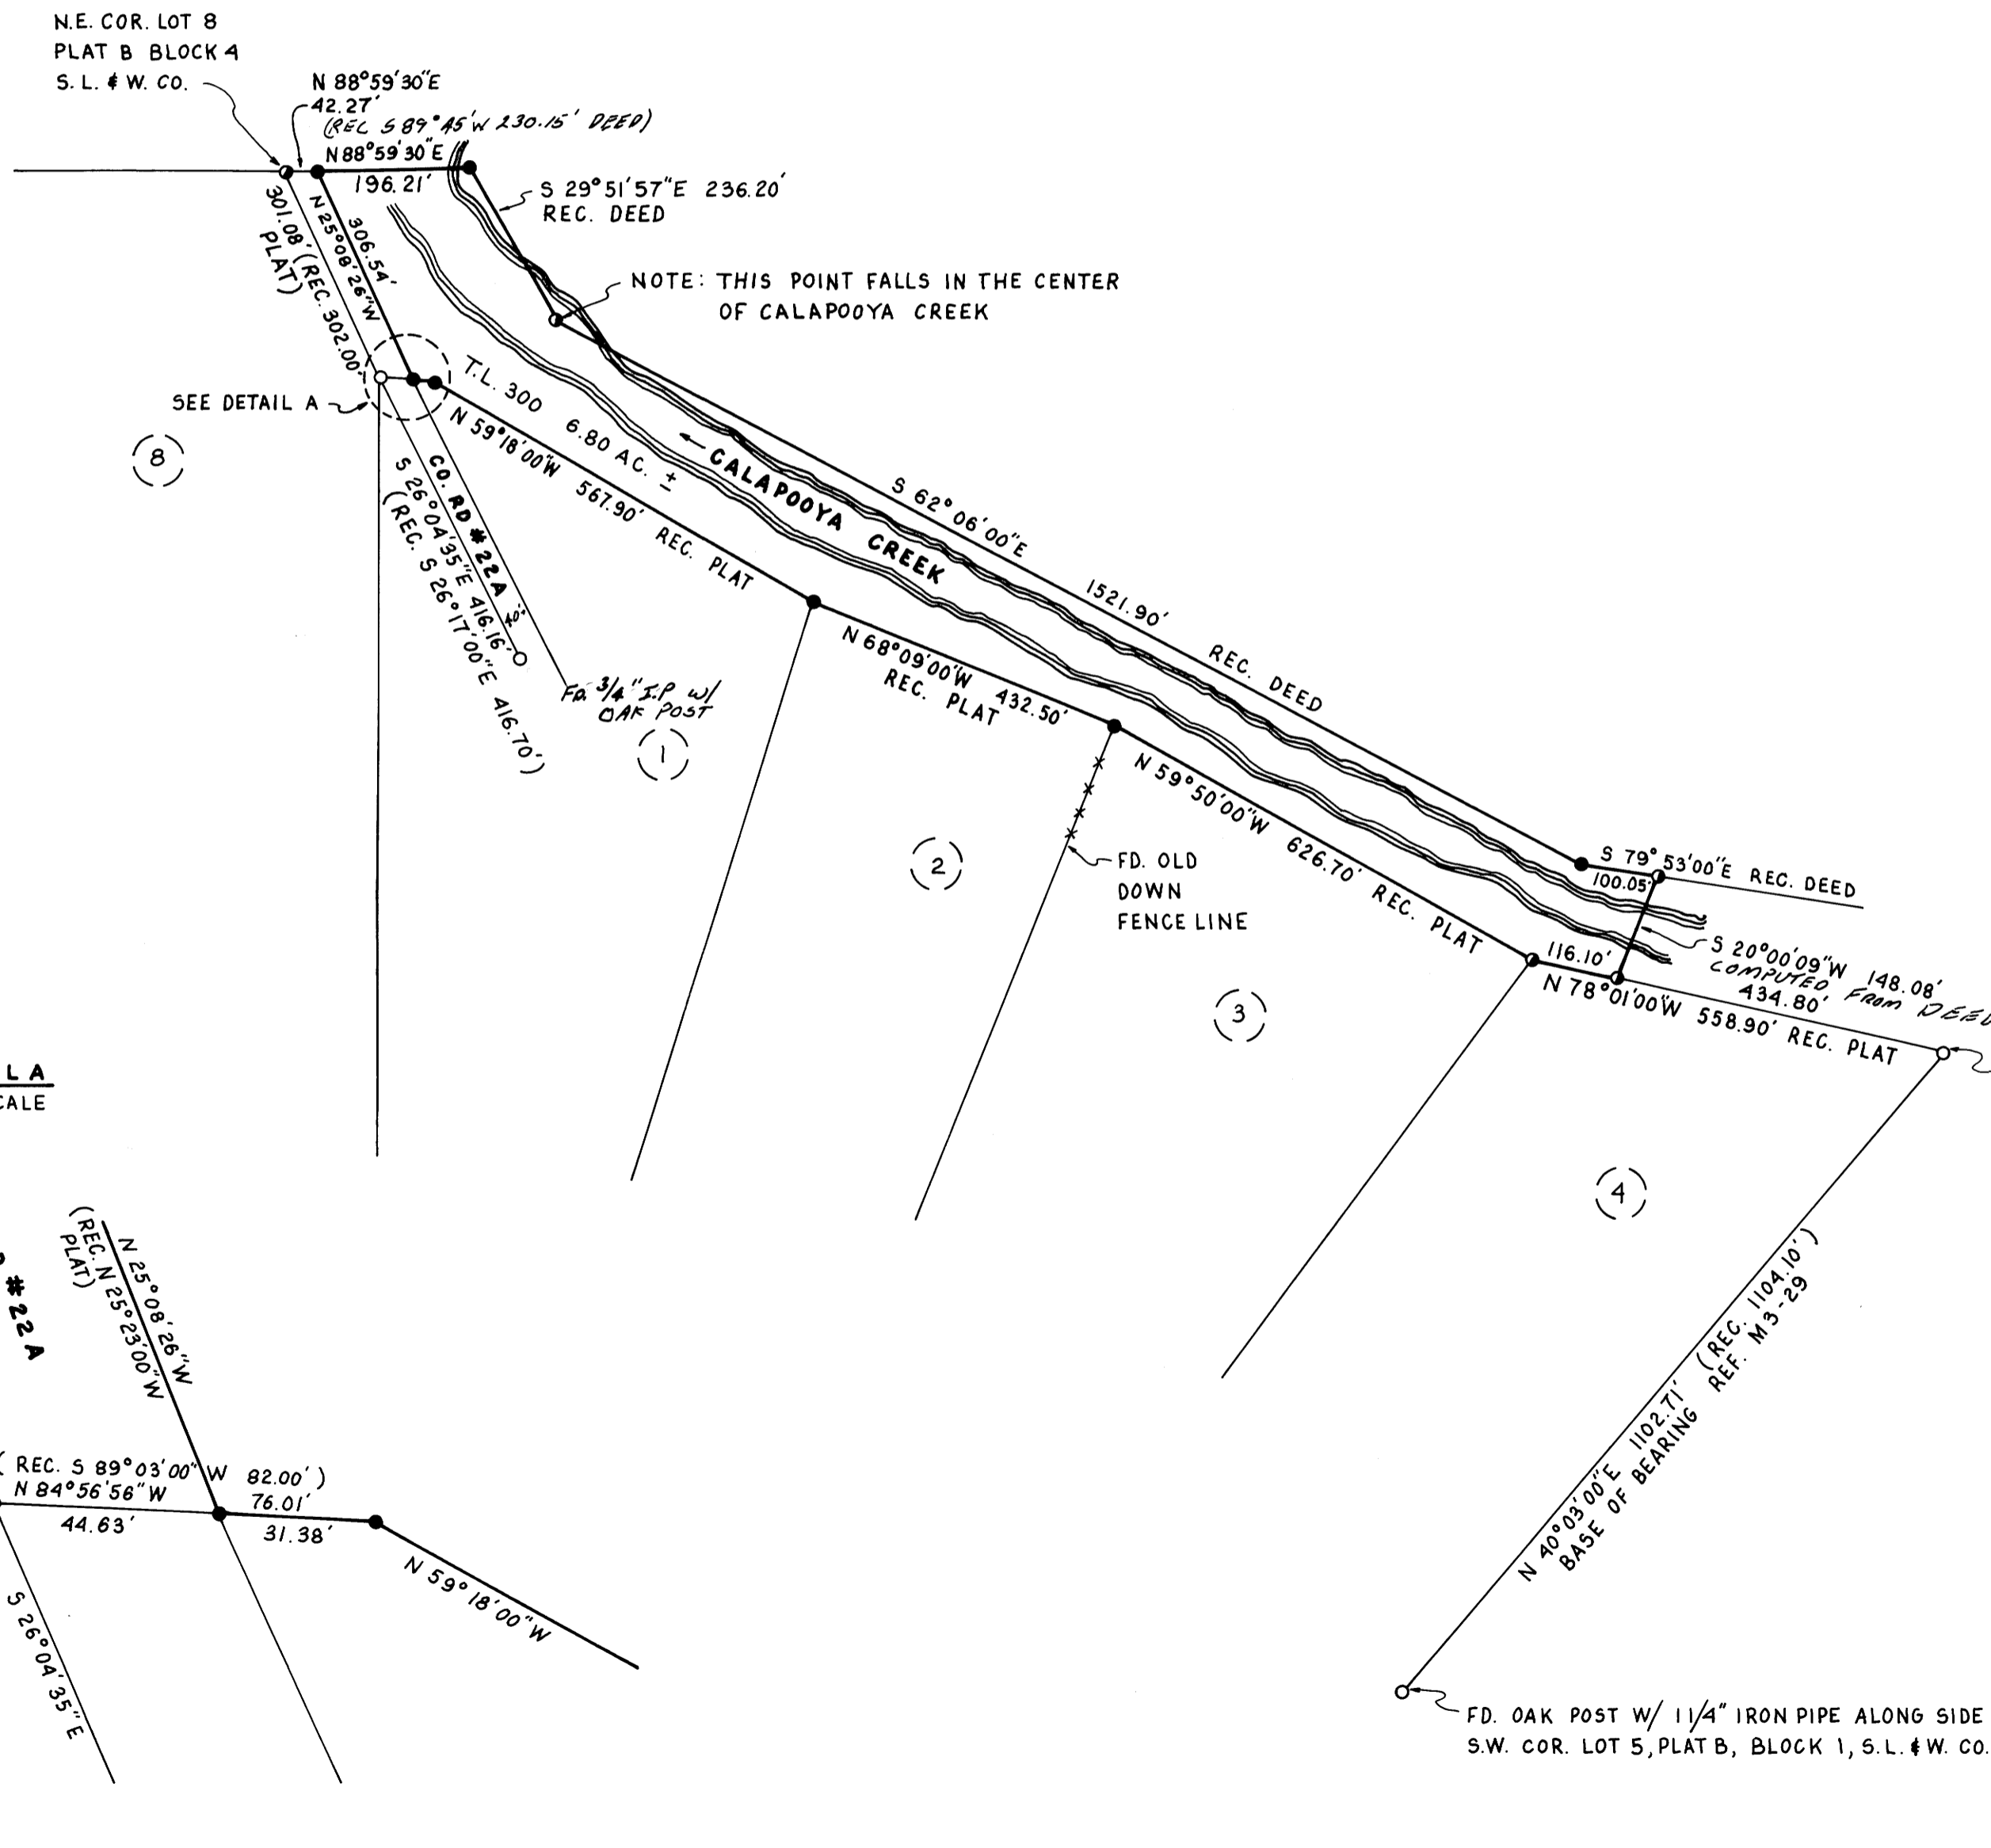 N.E. COR. LOT 8
PLAT B BLOCK 4
S. L. & W. CO.
N 88°59'30"E
42.27'
(REC S 89°45'W 230.15' DEED)
N 88°59'30"E
196.21'
S 29°51'57"E 236.20'
REC. DEED
NOTE: THIS POINT FALLS IN THE CENTER
OF CALAPOOYA CREEK
301.08' (REC. 302.00'
PLAT)
N 25°08'26"W
306.54'
SEE DETAIL A
8
T.L. 300 6.80 AC. ±
N 59°18'00"W 567.90' REC. PLAT
CALAPOOYA CREEK
S 62°06'00"E 1521.90' REC. DEED
CO. RD #22A
40'
S 26°04'35"E 416.16'
(REC. S 26°17'00"E 416.70')
FD. 3/4" I.P W/
OAK POST
1
N 68°09'00"W 432.50'
REC. PLAT
N 59°50'00"W 626.70' REC. PLAT
2
FD. OLD
DOWN
FENCE LINE
S 79°53'00"E REC. DEED
100.05'
S 20°00'09"W 148.08'
COMPUTED FROM DEED
116.10'
434.80'
N 78°01'00"W 558.90' REC. PLAT
3
4
L A
CALE
N 25°08'26"W
(REC. N 25°23'00"W
PLAT)
#22A
( REC. S 89°03'00"W 82.00' )
N 84°56'56"W 76.01'
44.63'
31.38'
N 59°18'00"W
S 26°04'35"E
N 40°03'00"E 1102.71' (REC. 1104.10')
BASE OF BEARING REF. M3-29
FD. OAK POST W/ 1 1/4" IRON PIPE ALONG SIDE
S.W. COR. LOT 5, PLAT B, BLOCK 1, S.L. & W. CO.